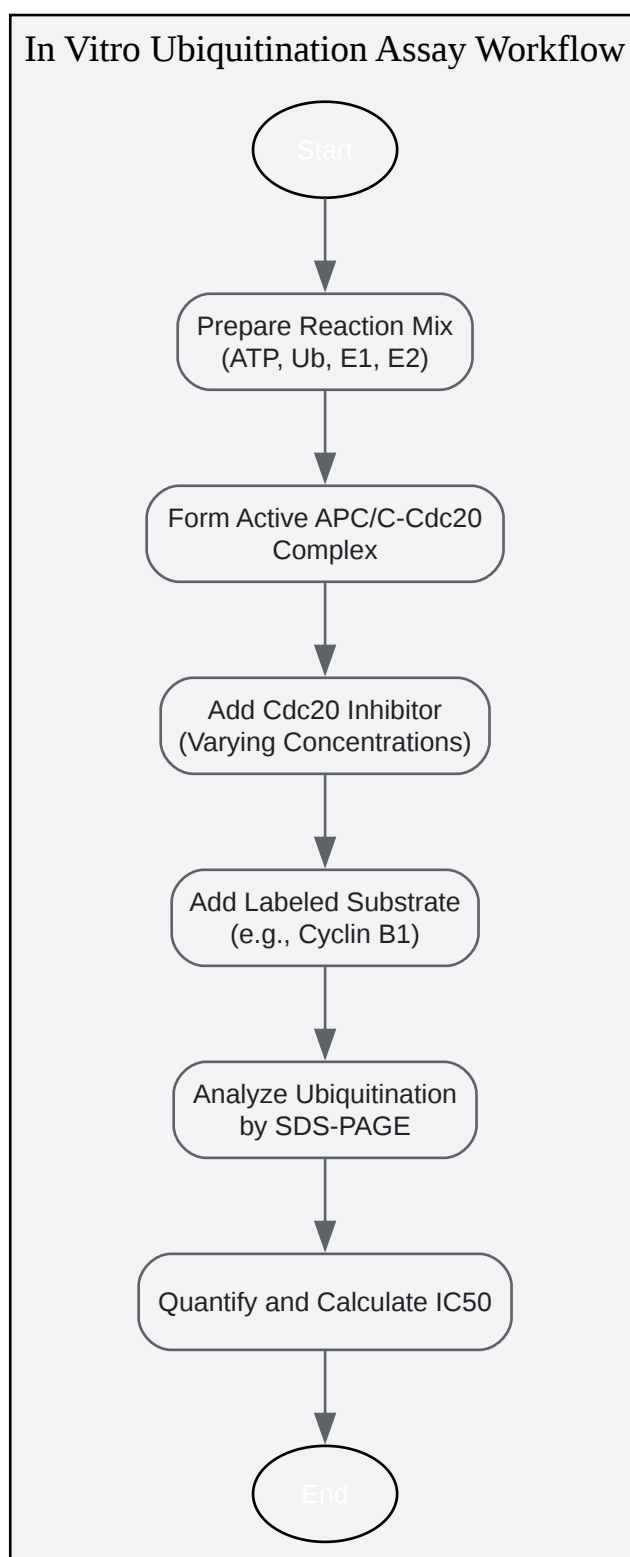 In Vitro Ubiquitination Assay Workflow
Start
Prepare Reaction Mix
(ATP, Ub, E1, E2)
Form Active APC/C-Cdc20
Complex
Add Cdc20 Inhibitor
(Varying Concentrations)
Add Labeled Substrate
(e.g., Cyclin B1)
Analyze Ubiquitination
by SDS-PAGE
Quantify and Calculate IC50
End